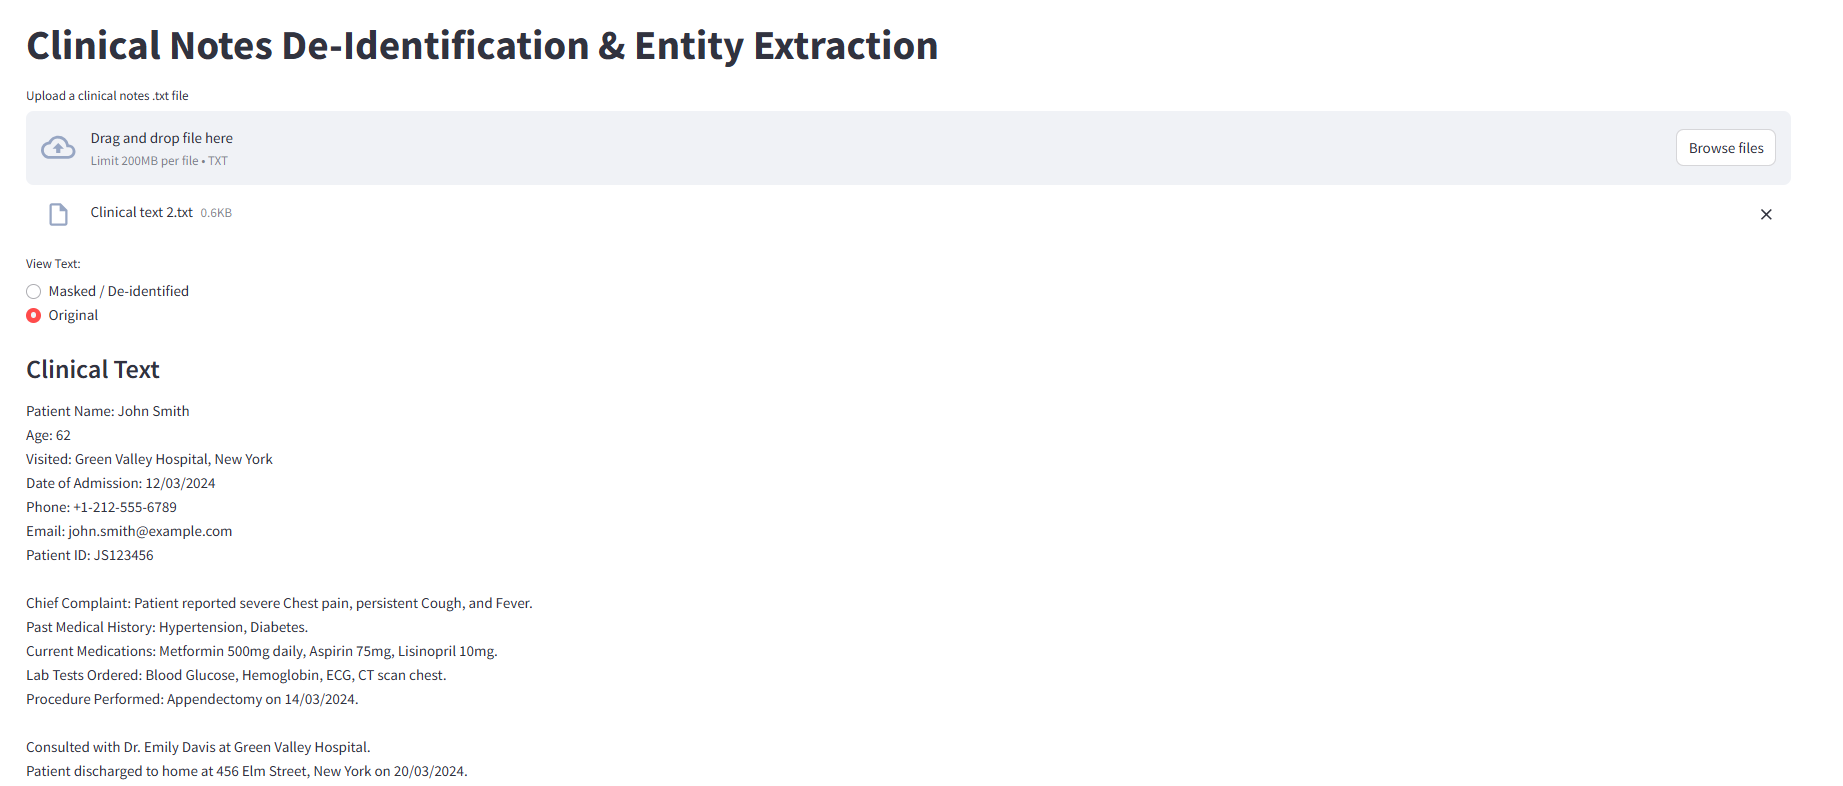 Clinical Notes De-Identification & Entity Extraction
Upload a clinical notes .txt file
Drag and drop file here
Limit 200MB per file • TXT
Browse files
Clinical text 2.txt 0.6KB
View Text:
Masked / De-identified
Original
Clinical Text
Patient Name: John Smith
Age: 62
Visited: Green Valley Hospital, New York
Date of Admission: 12/03/2024
Phone: +1-212-555-6789
Email: john.smith@example.com
Patient ID: JS123456
Chief Complaint: Patient reported severe Chest pain, persistent Cough, and Fever.
Past Medical History: Hypertension, Diabetes.
Current Medications: Metformin 500mg daily, Aspirin 75mg, Lisinopril 10mg.
Lab Tests Ordered: Blood Glucose, Hemoglobin, ECG, CT scan chest.
Procedure Performed: Appendectomy on 14/03/2024.
Consulted with Dr. Emily Davis at Green Valley Hospital.
Patient discharged to home at 456 Elm Street, New York on 20/03/2024.